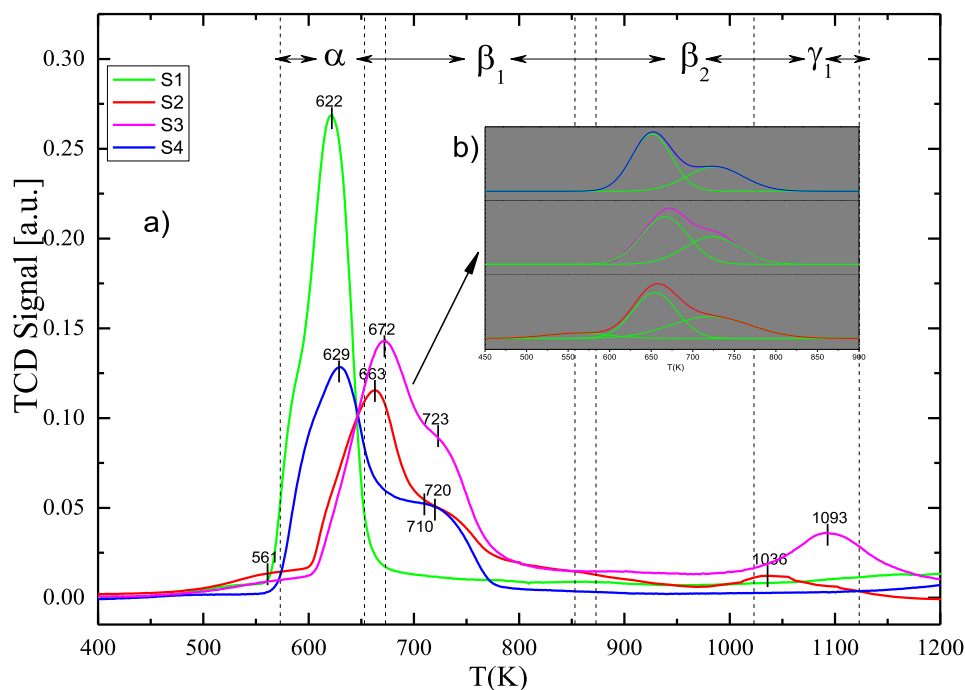 0.30
0.25
0.20
0.15
0.10
0.05
0.00
TCD Signal [a.u.]
400
500
600
700
800
900
1000
1100
1200
T(K)
S1
S2
S3
S4
α
β1
β2
γ1
a)
b)
622
629
672
663
723
720
710
561
1036
1093
450
500
550
600
650
700
750
800
850
900
T(K)